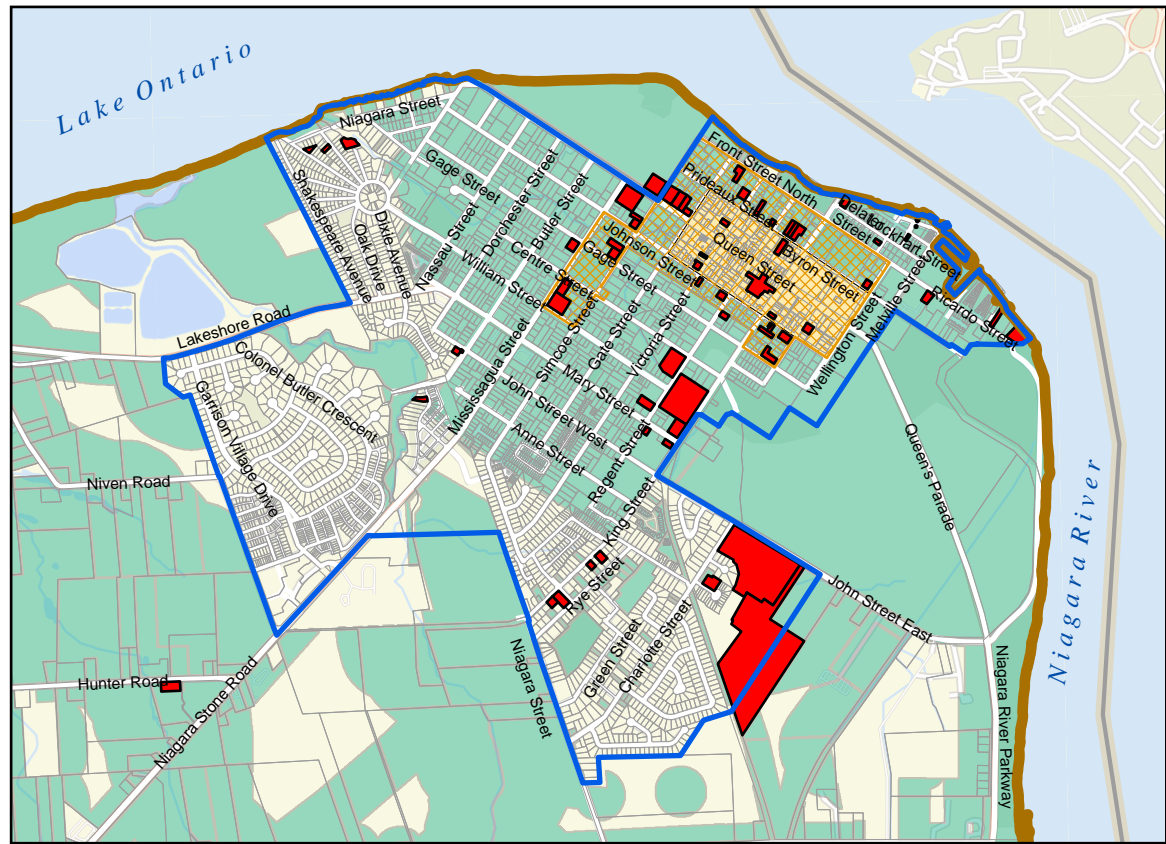 Lake Ontario
Niagara Street
Gage Street
Front Street North
Prideaux Street
Delater
Street
Lockhart Street
Shakespeare Avenue
Oak Drive
Dixie Avenue
Nassau Street
Dorchester Street
Butler Street
Centre Street
William Street
Johnson Street
Gage Street
Queen Street
Byron Street
Ricardo Street
Melville Street
Wellington Street
Lakeshore Road
Colonel Butler Crescent
Garrison Village Drive
Mississaugua Street
Simcoe Street
Gate Street
Victoria Street
Mary Street
John Street West
Anne Street
Regent Street
King Street
Niven Road
Queen's Parade
Niagara River
Rye Street
Green Street
Charlotte Street
John Street East
Niagara Street
Hunter Road
Niagara Stone Road
Niagara River Parkway